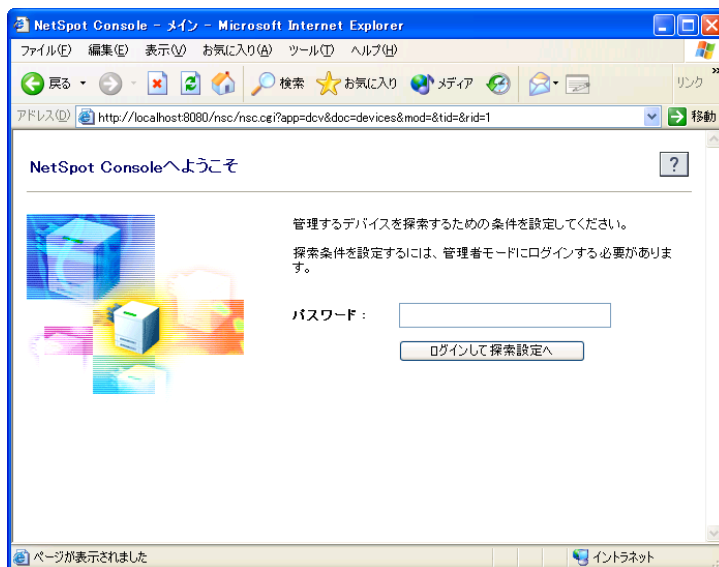 NetSpot Console - メイン - Microsoft Internet Explorer
ファイル(F) 編集(E) 表示(V) お気に入り(A) ツール(T) ヘルプ(H)
戻る 検索 お気に入り メディア リンク »
アドレス(D) http://localhost:8080/nsc/nsc.cgi?app=dcv&doc=devices&mod=&tid=&rid=1 移動
NetSpot Consoleへようこそ ?
管理するデバイスを探索するための条件を設定してください。
探索条件を設定するには、管理者モードにログインする必要がありま
す。
パスワード：
ログインして探索設定へ
ページが表示されました イントラネット